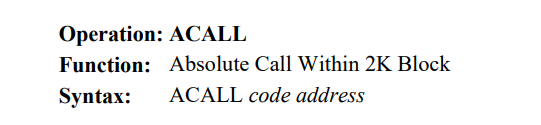 Operation: ACALL
Function: Absolute Call Within 2K Block
Syntax: ACALL code address